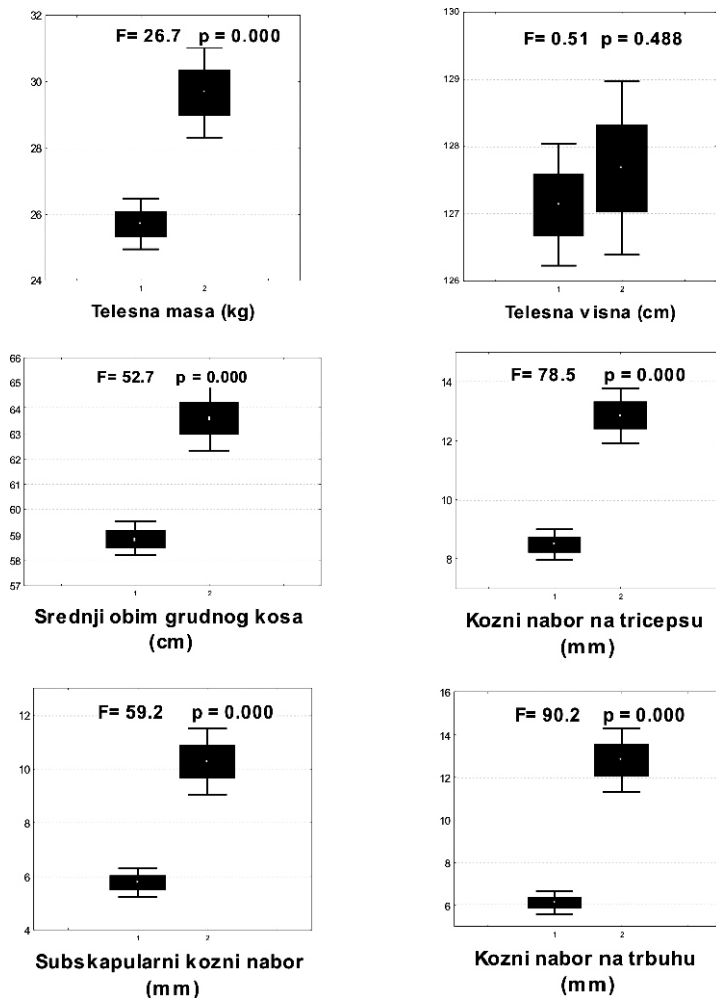 F= 26.7 p = 0.000
32
30
28
26
24
1 2
Telesna masa (kg)
F= 0.51 p = 0.488
130
129
128
127
126
1 2
Telesna visna (cm)
F= 52.7 p = 0.000
66
65
64
63
62
61
60
59
58
57
1 2
Srednji obim grudnog kosa
(cm)
F= 78.5 p = 0.000
14
12
10
8
1 2
Kozni nabor na tricepsu
(mm)
F= 59.2 p = 0.000
12
10
8
6
4
1 2
Subskapularni kozni nabor
(mm)
F= 90.2 p = 0.000
16
14
12
8
6
1 2
Kozni nabor na trbuhu
(mm)